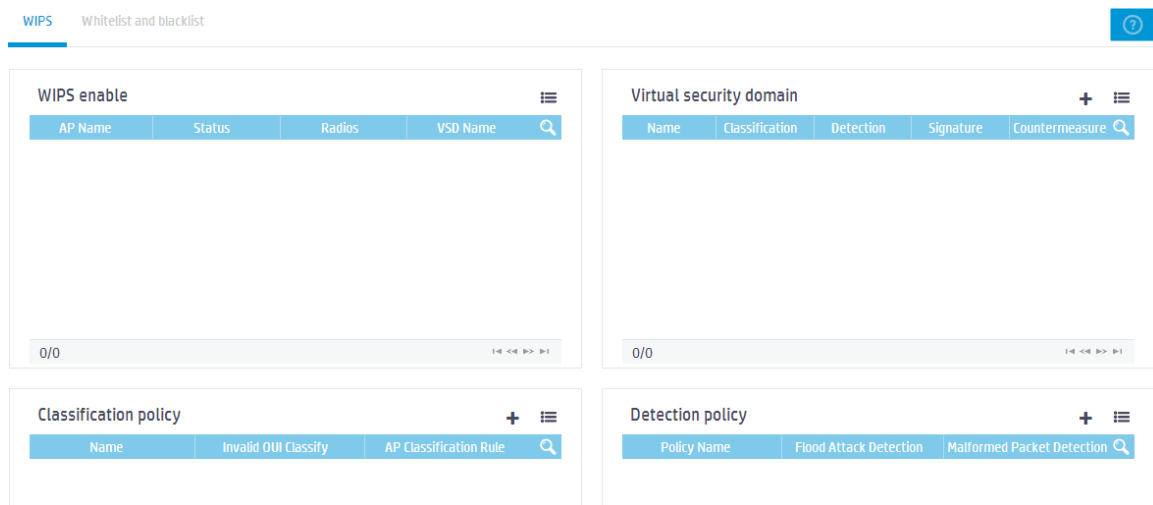 WIPS Whitelist and blacklist
?
WIPS enable
AP Name Status Radios VSD Name
0/0
Virtual security domain
Name Classification Detection Signature Countermeasure
0/0
Classification policy
Name Invalid OUI Classify AP Classification Rule
Detection policy
Policy Name Flood Attack Detection Malformed Packet Detection